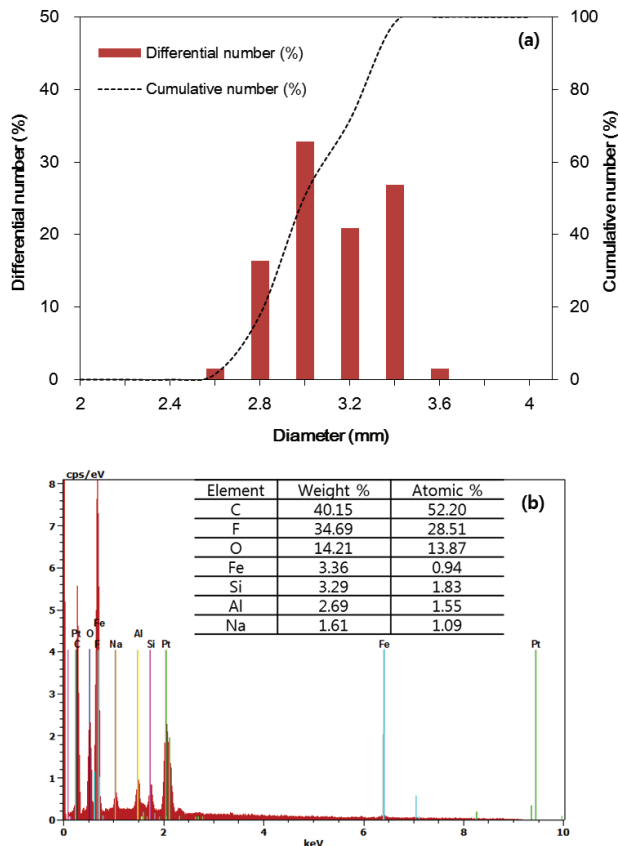 (a)
Differential number (%)
Cumulative number (%)
50
40
30
20
10
0
100
80
60
40
20
0
2 2.4 2.8 3.2 3.6 4
Differential number (%)
Cumulative number (%)
Diameter (mm)
(b)
cps/eV
8
7
6
5
4
3
2
1
0
Element Weight % Atomic %
C 40.15 52.20
F 34.69 28.51
O 14.21 13.87
Fe 3.36 0.94
Si 3.29 1.83
Al 2.69 1.55
Na 1.61 1.09
Fe
Pt O Al Fe Pt
C F Na Si Pt
0 2 4 6 8 10
keV